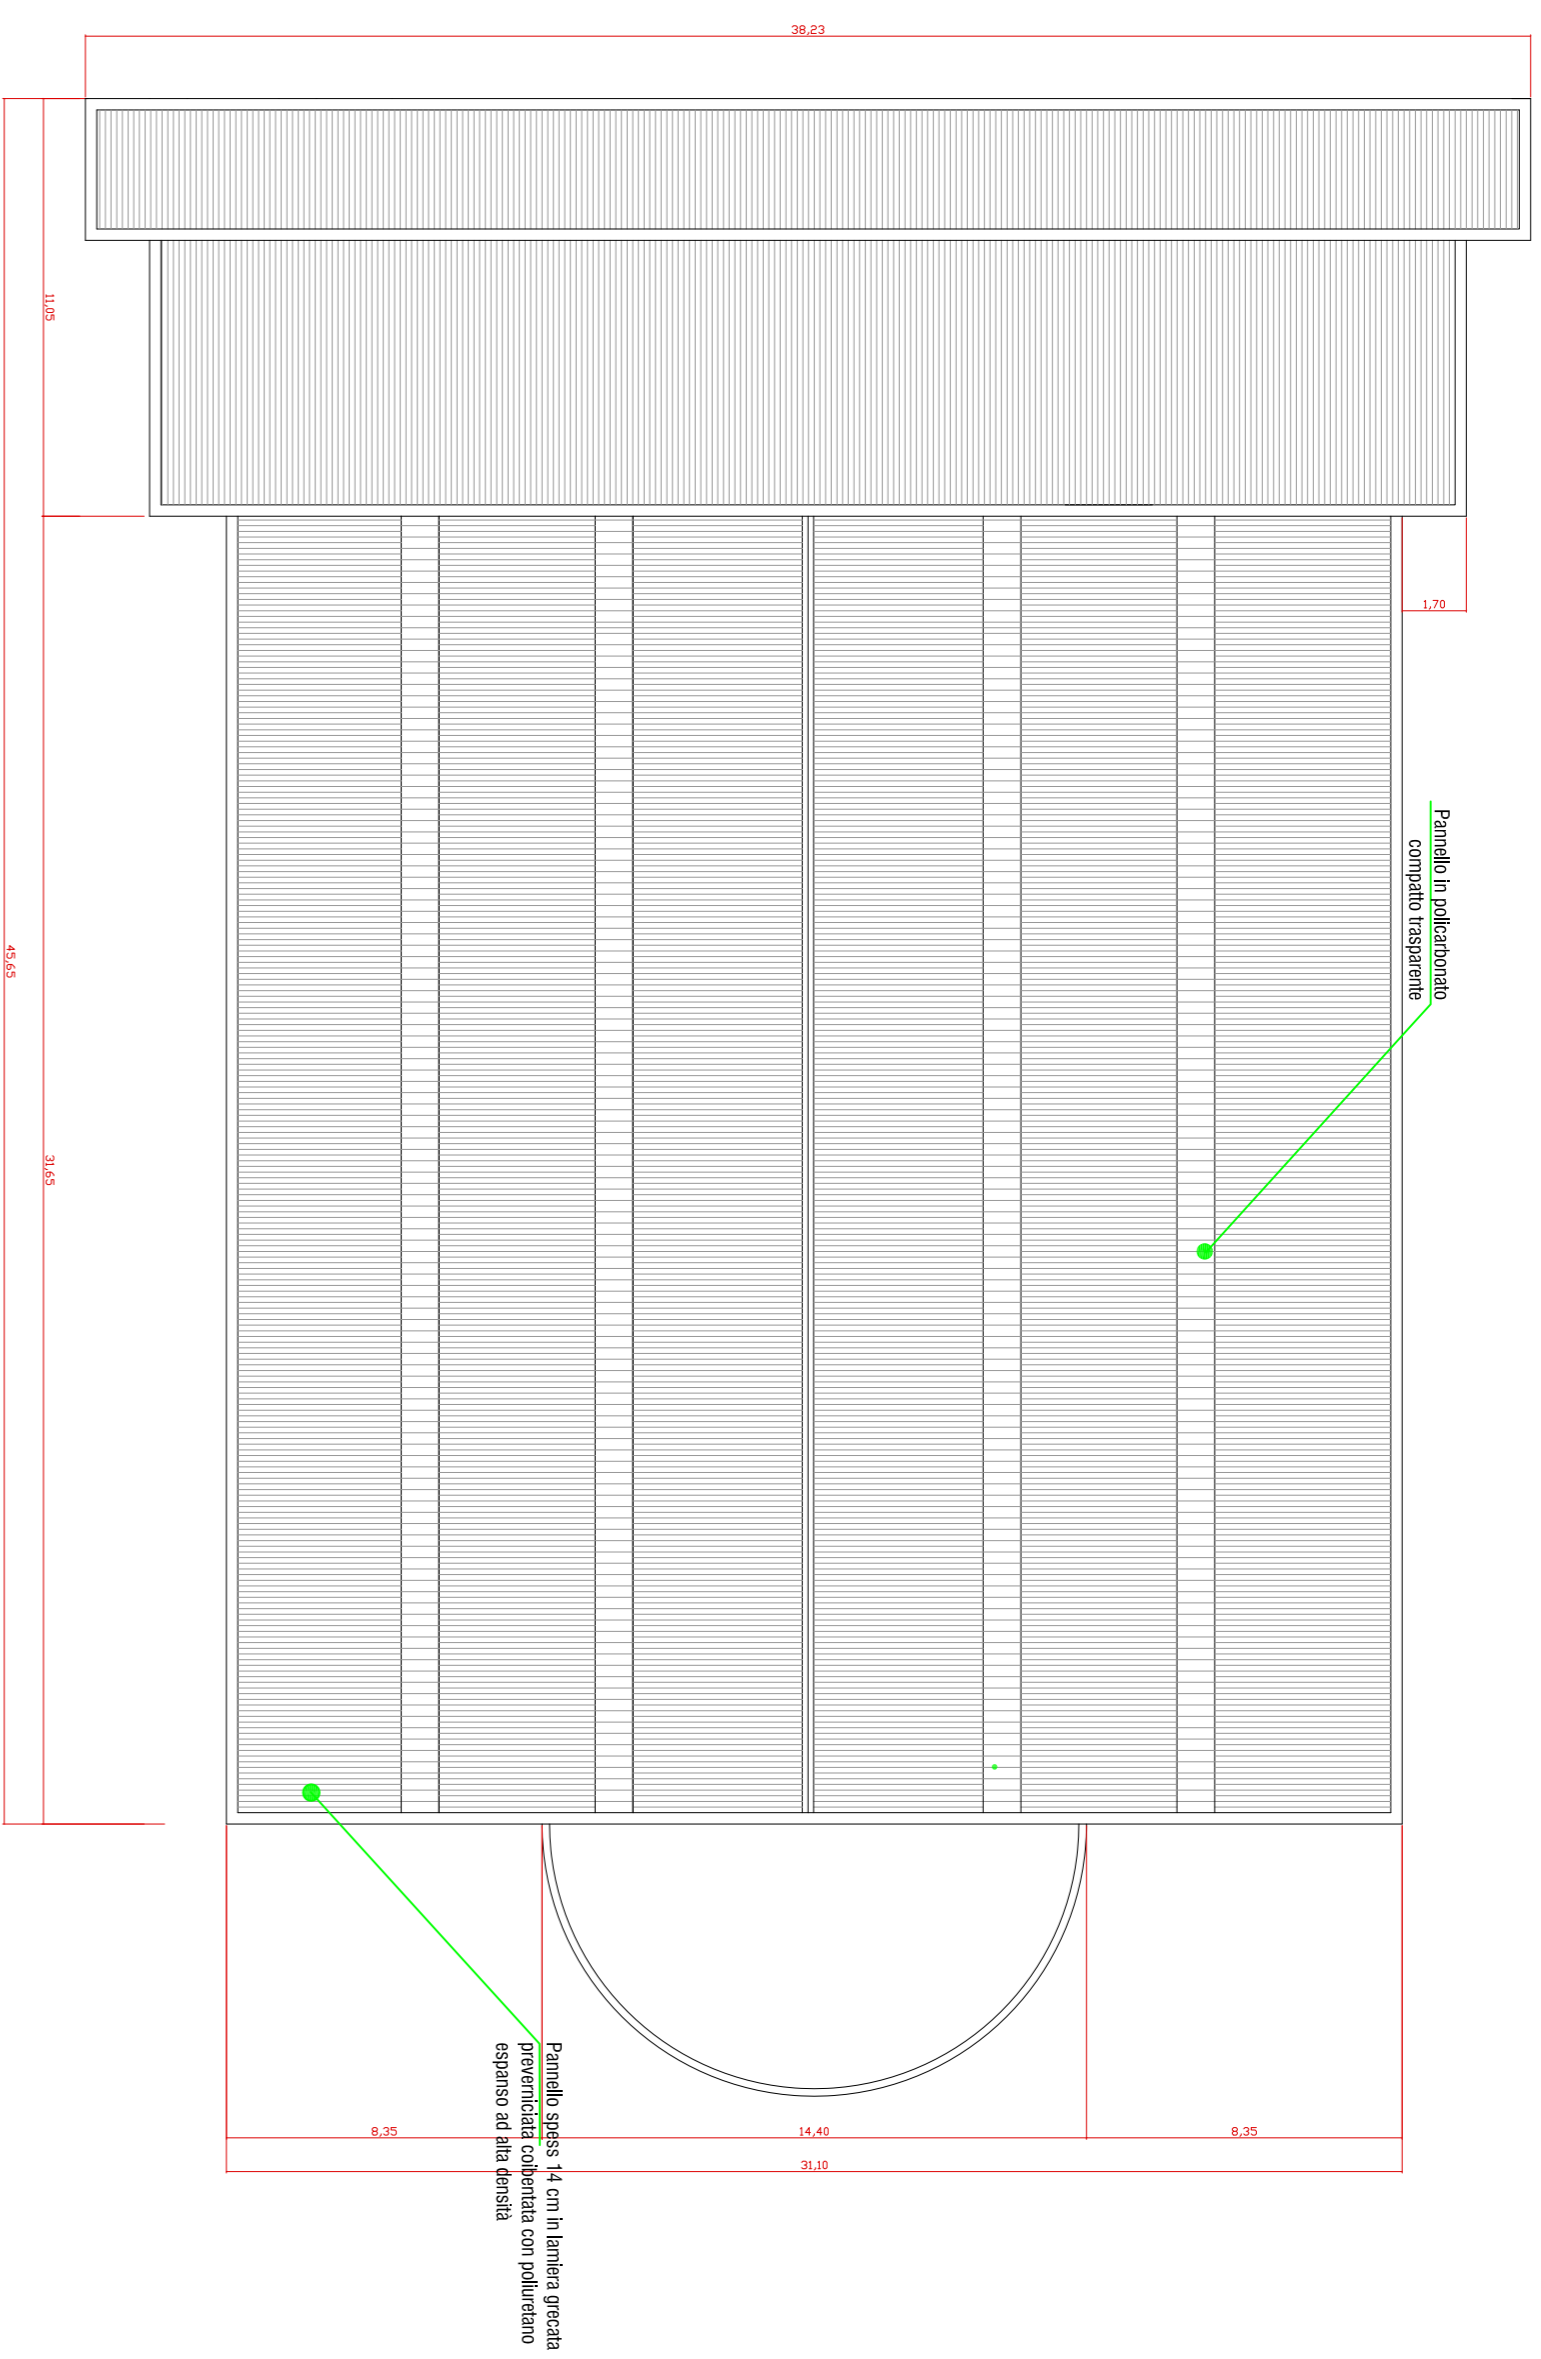 38,23
11,05
1,70
Pannello in policarbonato
compatto trasparente
45,65
31,65
8,35
14,40
8,35
31,10
Pannello spess 14 cm in lamiera grecata
preverniciata coibentata con poliuretano
espanso ad alta densità